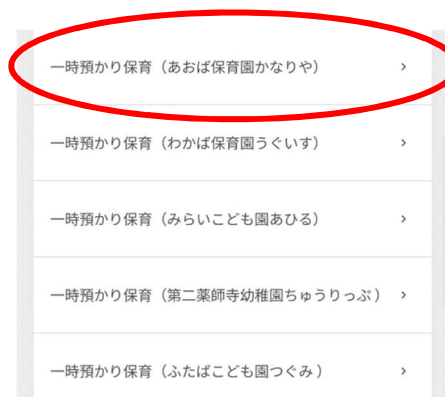 一時預かり保育（あおば保育園かなりや）
一時預かり保育（わかば保育園うぐいす）
一時預かり保育（みらいこども園あひる）
一時預かり保育（第二薬師寺幼稚園ちゅうりっぷ）
一時預かり保育（ふたばこども園つぐみ）